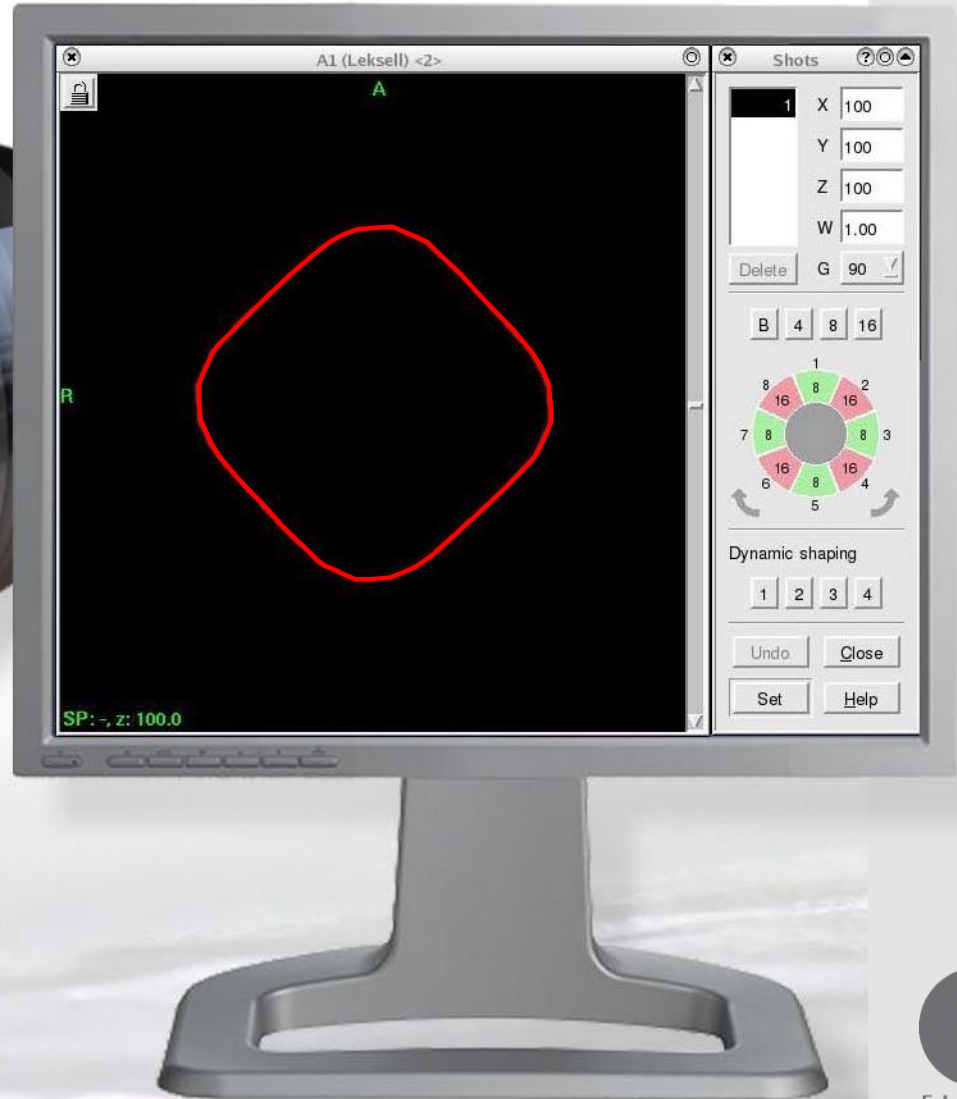 A1 (Leksell) <2>
A
R
SP: -, z: 100.0
Shots
?
1
X 100
Y 100
Z 100
W 1.00
Delete G 90
B 4 8 16
1
8 8 2
16 16
7 8 8 3
16 16
6 8 4
5
Dynamic shaping
1 2 3 4
Undo Close
Set Help